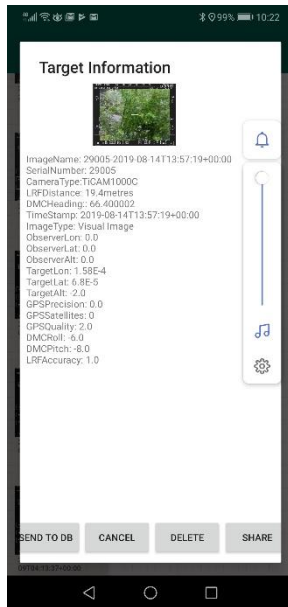 99% 10:22
Target Information
ImageName: 29005-2019-08-14T13:57:19+00:00
SerialNumber: 29005
CameraType:TiCAM1000C
LRFDistance: 19.4metres
DMCHeading:: 66.400002
TimeStamp: 2019-08-14T13:57:19+00:00
ImageType: Visual Image
ObserverLon: 0.0
ObserverLat: 0.0
ObserverAlt: 0.0
TargetLon: 1.58E-4
TargetLat: 6.8E-5
TargetAlt: -2.0
GPSPrecision: 0.0
GPSSatellites: 0
GPSQuality: 2.0
DMCRoll: -6.0
DMCPitch: -8.0
LRFAccuracy: 1.0
SEND TO DB CANCEL DELETE SHARE